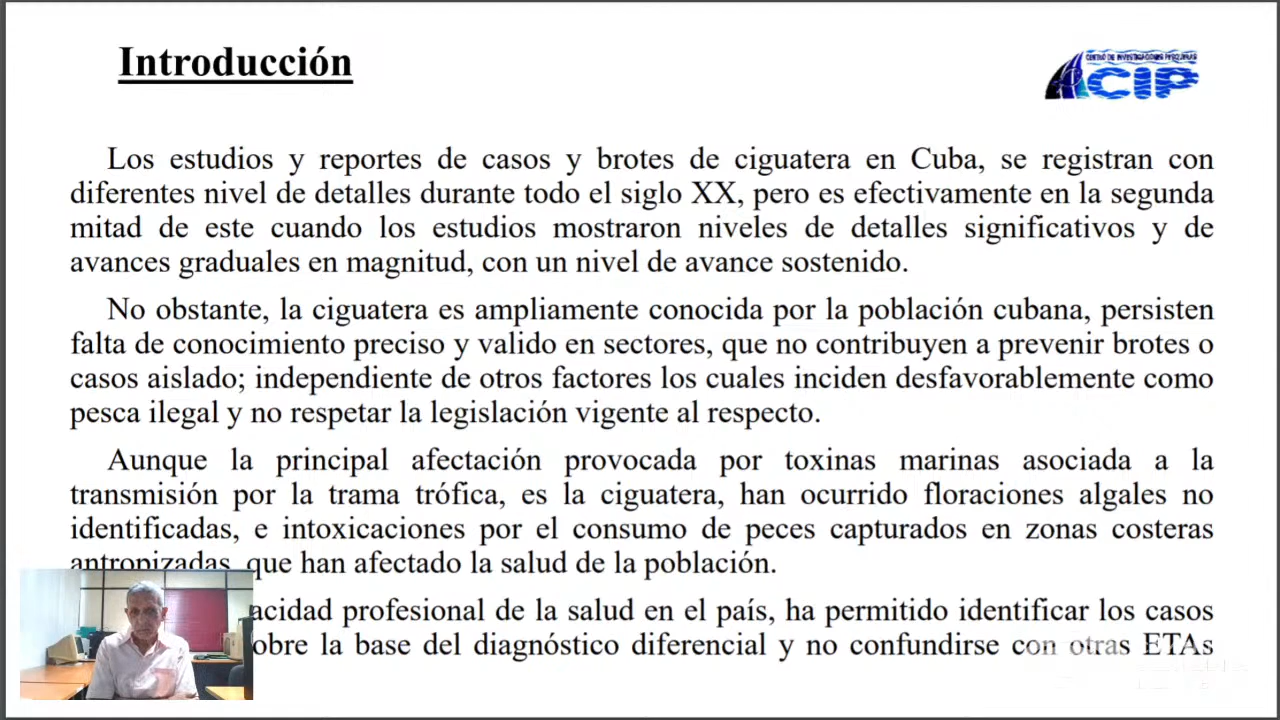 Introducción
CENTRO DE INVESTIGACIONES PESQUERAS
CIP
Los estudios y reportes de casos y brotes de ciguatera en Cuba, se registran con
diferentes nivel de detalles durante todo el siglo XX, pero es efectivamente en la segunda
mitad de este cuando los estudios mostraron niveles de detalles significativos y de
avances graduales en magnitud, con un nivel de avance sostenido.
No obstante, la ciguatera es ampliamente conocida por la población cubana, persisten
falta de conocimiento preciso y valido en sectores, que no contribuyen a prevenir brotes o
casos aislado; independiente de otros factores los cuales inciden desfavorablemente como
pesca ilegal y no respetar la legislación vigente al respecto.
Aunque la principal afectación provocada por toxinas marinas asociada a la
transmisión por la trama trófica, es la ciguatera, han ocurrido floraciones algales no
identificadas, e intoxicaciones por el consumo de peces capturados en zonas costeras
antropizadas, que han afectado la salud de la población.
acidad profesional de la salud en el país, ha permitido identificar los casos
obre la base del diagnóstico diferencial y no confundirse con otras ETAs